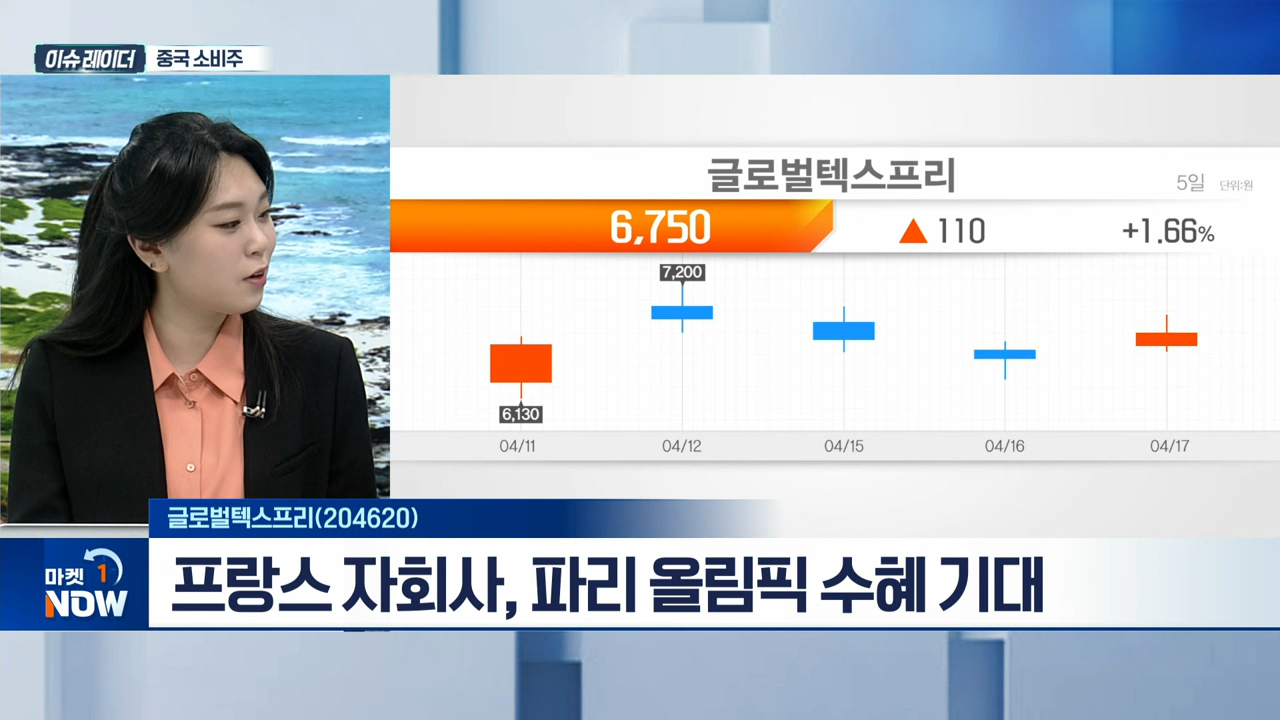 이슈레이더 중국 소비주
글로벌텍스프리
5일 단위:원
6,750 ▲ 110 +1.66%
7,200
6,130
04/11 04/12 04/15 04/16 04/17
글로벌텍스프리(204620)
마켓 1
NOW
프랑스 자회사, 파리 올림픽 수혜 기대